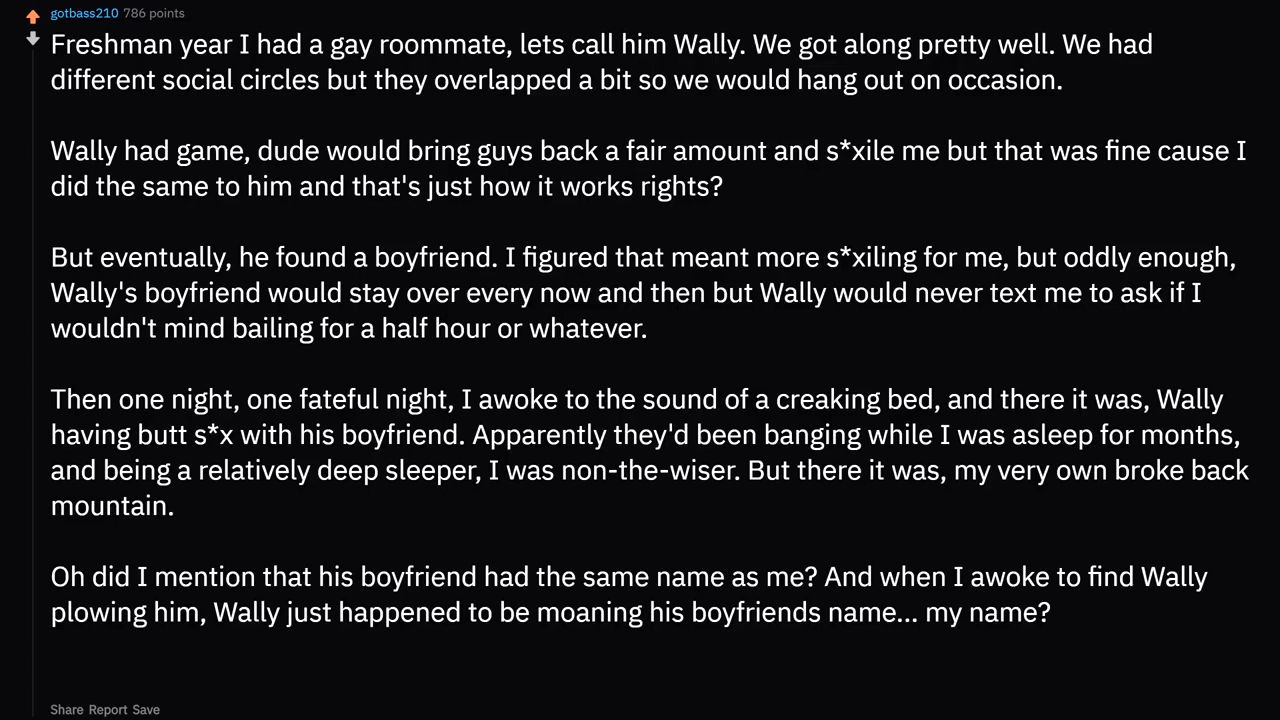 gotbass210 786 points
Freshman year I had a gay roommate, lets call him Wally. We got along pretty well. We had
different social circles but they overlapped a bit so we would hang out on occasion.
Wally had game, dude would bring guys back a fair amount and s*xile me but that was fine cause I
did the same to him and that's just how it works rights?
But eventually, he found a boyfriend. I figured that meant more s*xiling for me, but oddly enough,
Wally's boyfriend would stay over every now and then but Wally would never text me to ask if I
wouldn't mind bailing for a half hour or whatever.
Then one night, one fateful night, I awoke to the sound of a creaking bed, and there it was, Wally
having butt s*x with his boyfriend. Apparently they'd been banging while I was asleep for months,
and being a relatively deep sleeper, I was non-the-wiser. But there it was, my very own broke back
mountain.
Oh did I mention that his boyfriend had the same name as me? And when I awoke to find Wally
plowing him, Wally just happened to be moaning his boyfriends name... my name?
Share Report Save